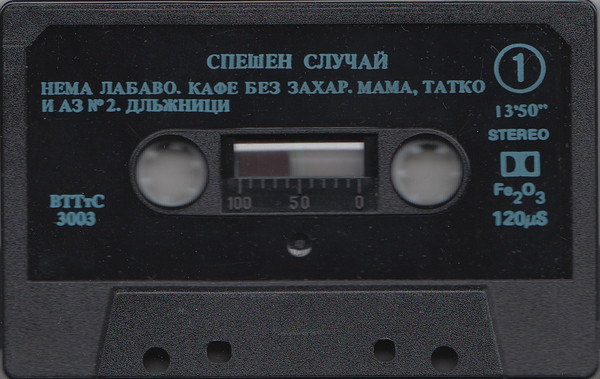 СПЕШЕН СЛУЧАЙ
1
НЕМА ЛАБАВО. КАФЕ БЕЗ ЗАХАР. МАМА, ТАТКО
И АЗ №2. ДЛЪЖНИЦИ
13'50"
STEREO
ВТТтС
3003
Fe2O3
120µS
100 50 0